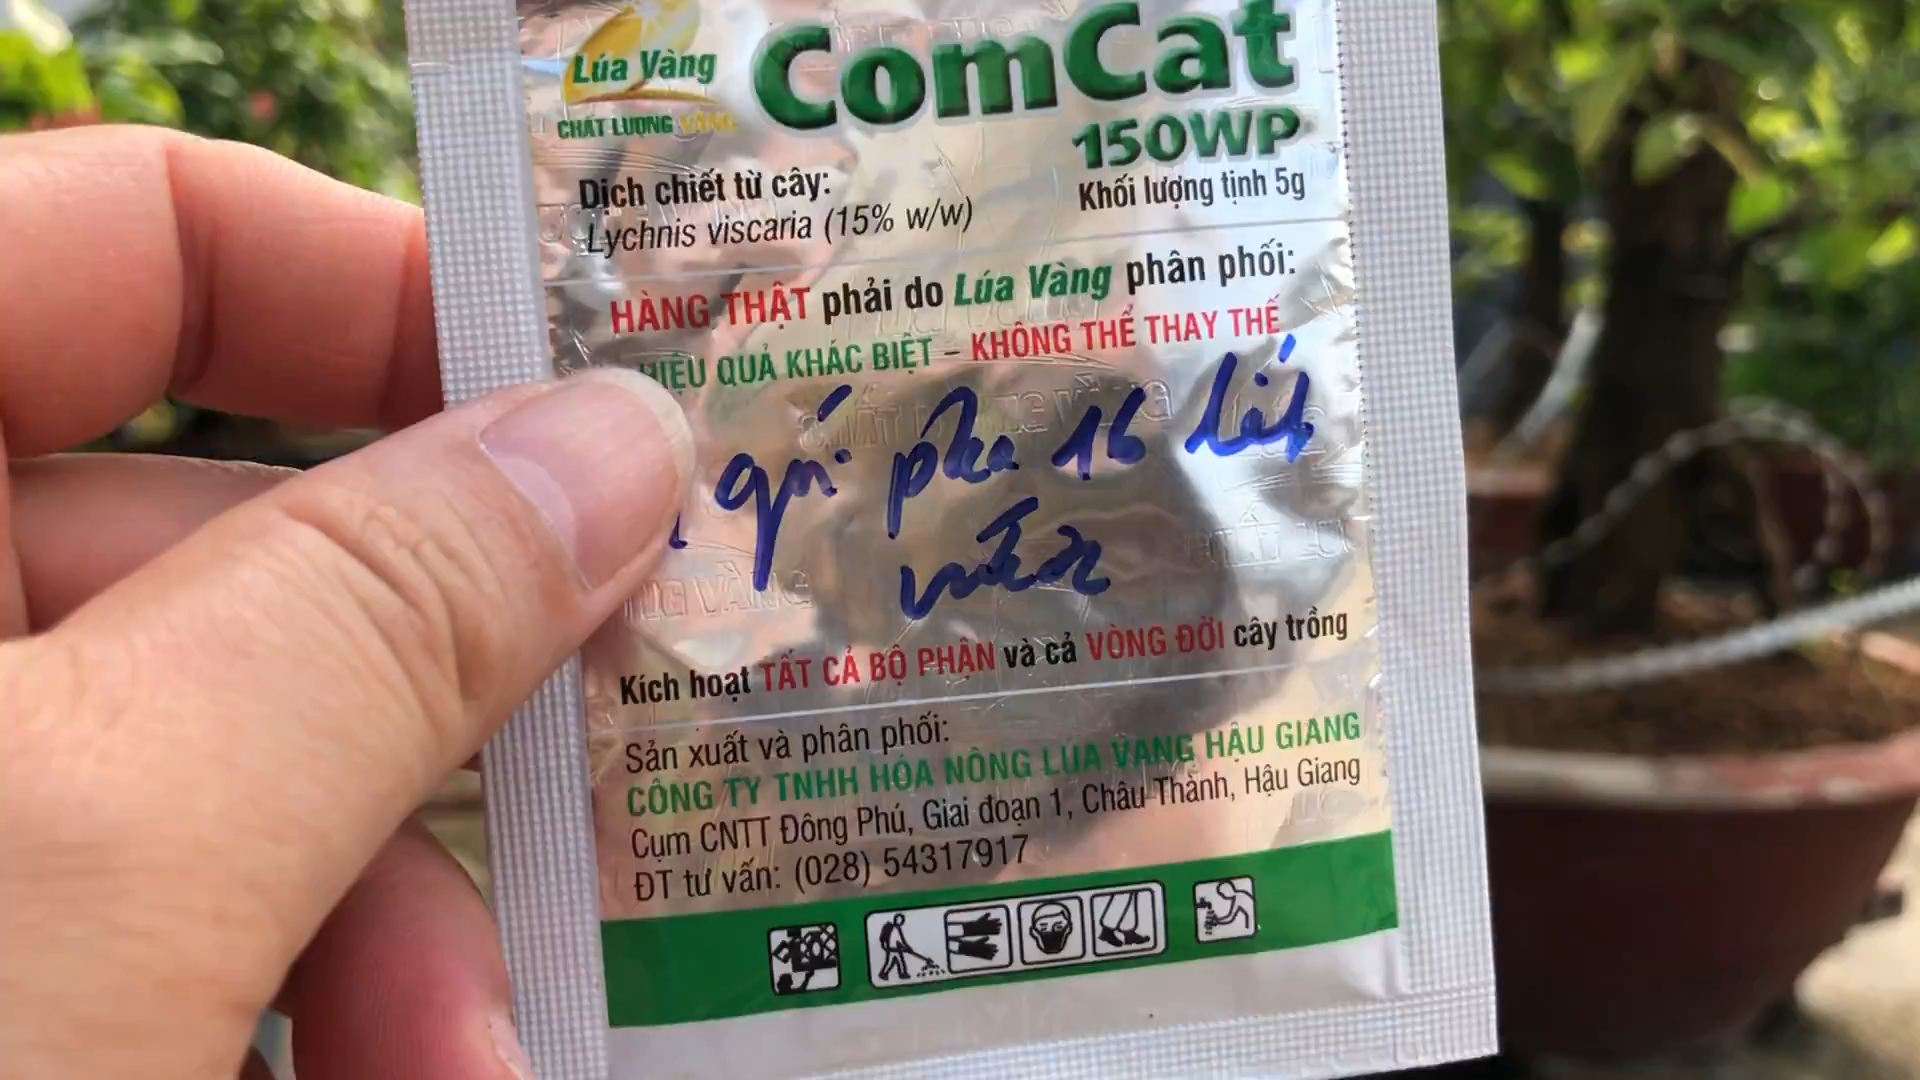 Lúa Vàng
CHẤT LƯỢNG VÀNG
ComCat
150WP
Khối lượng tịnh 5g
Dịch chiết từ cây:
Lychnis viscaria (15% w/w)
HÀNG THẬT phải do Lúa Vàng phân phối:
HIỆU QUẢ KHÁC BIỆT – KHÔNG THỂ THAY THẾ
gói pha 16 lít
nước
Kích hoạt TẤT CẢ BỘ PHẬN và cả VÒNG ĐỜI cây trồng
Sản xuất và phân phối:
CÔNG TY TNHH HÓA NÔNG LÚA VÀNG HẬU GIANG
Cụm CNTT Đông Phú, Giai đoạn 1, Châu Thành, Hậu Giang
ĐT tư vấn: (028) 54317917